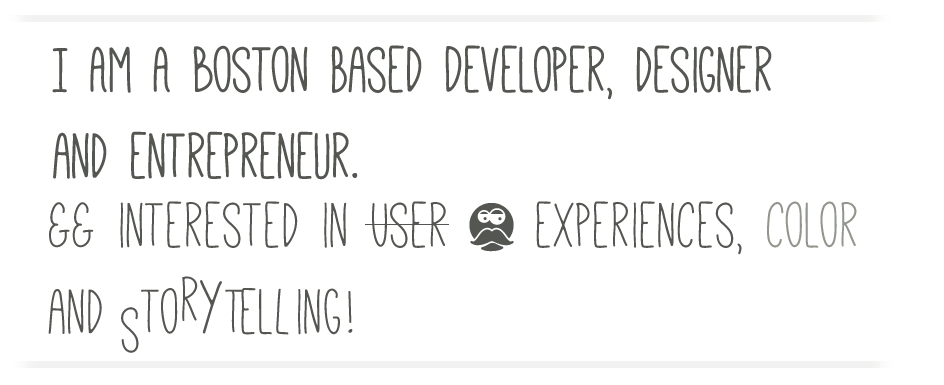 I AM A BOSTON BASED DEVELOPER, DESIGNER
AND ENTREPRENEUR.
&& INTERESTED IN USER EXPERIENCES, COLOR
AND STORYTELLING!